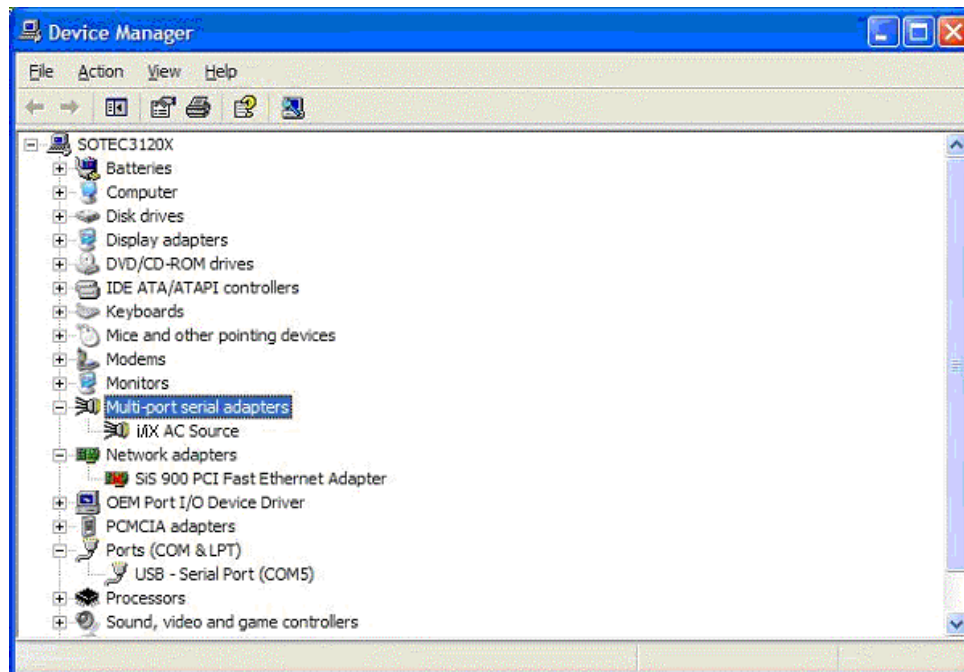 Device Manager
File Action View Help
SOTEC3120X
Batteries
Computer
Disk drives
Display adapters
DVD/CD-ROM drives
IDE ATA/ATAPI controllers
Keyboards
Mice and other pointing devices
Modems
Monitors
Multi-port serial adapters
AC Source
Network adapters
SiS 900 PCI Fast Ethernet Adapter
OEM Port I/O Device Driver
PCMCIA adapters
Ports (COM & LPT)
USB - Serial Port (COM5)
Processors
Sound, video and game controllers